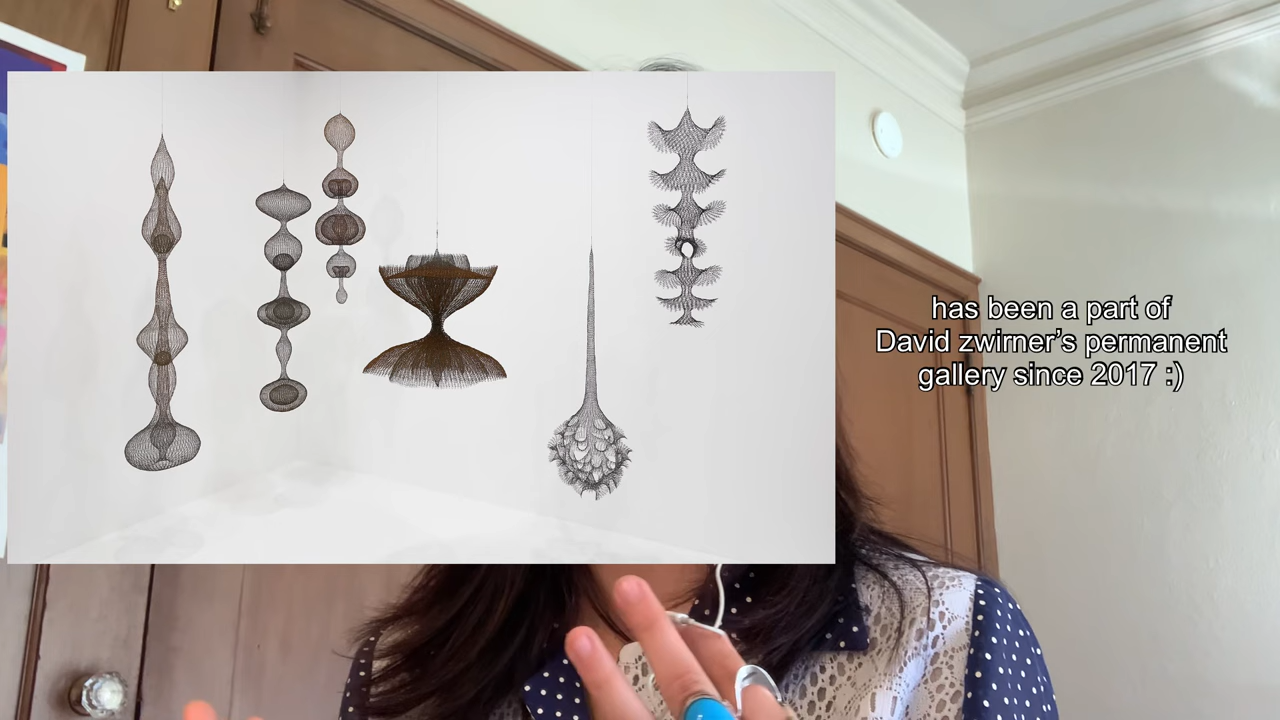 has been a part of
David zwirner's permanent
gallery since 2017 :)